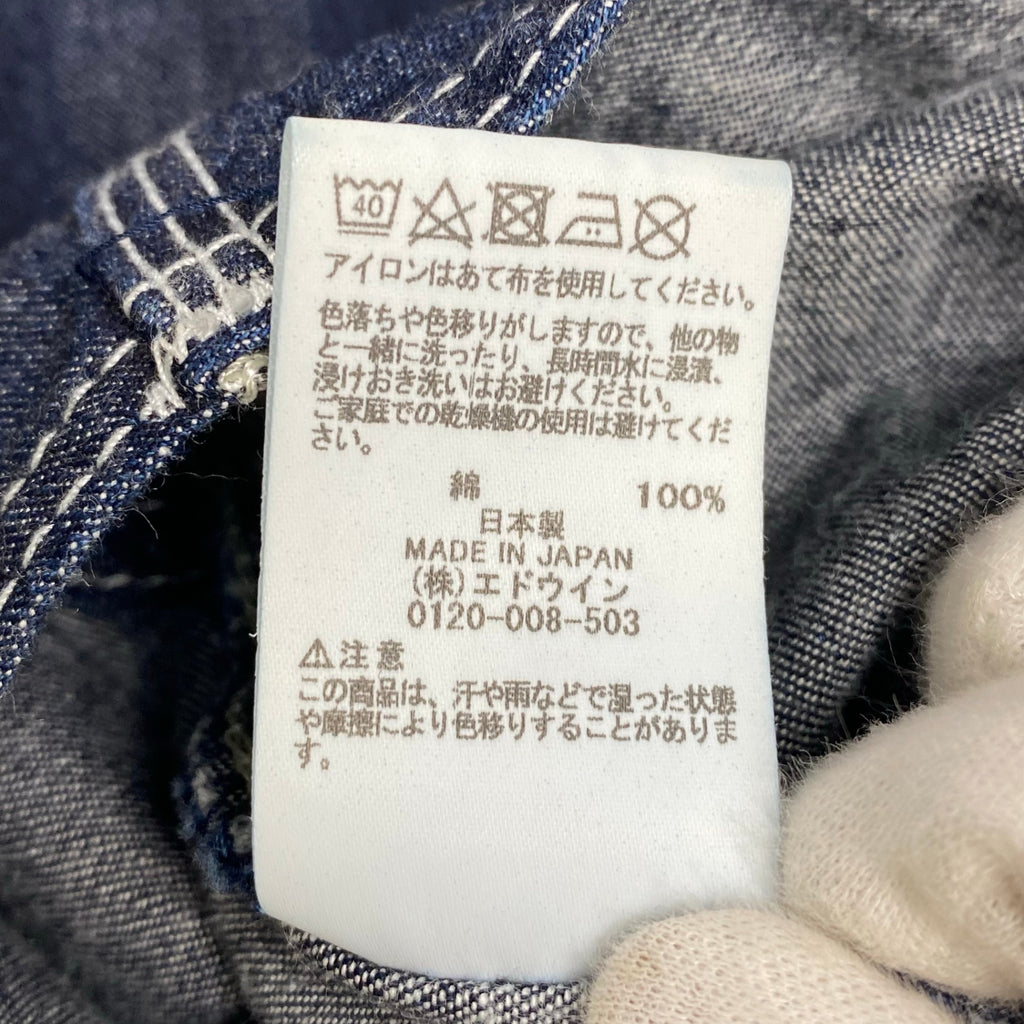 40
アイロンはあて布を使用してください。
色落ちや色移りがしますので、他の物
と一緒に洗ったり、長時間水に浸漬、
浸けおき洗いはお避けください。
ご家庭での乾燥機の使用は避けてくだ
さい。
綿 100%
日本製
MADE IN JAPAN
(株)エドウイン
0120-008-503
⚠注意
この商品は、汗や雨などで湿った状態
や摩擦により色移りすることがありま
す。